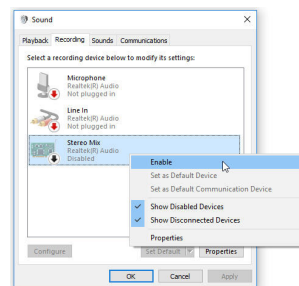 Sound
Playback Recording Sounds Communications
Select a recording device below to modify its settings:
Microphone
Realtek(R) Audio
Not plugged in
Line In
Realtek(R) Audio
Not plugged in
Stereo Mix
Realtek(R) Audio
Disabled
Enable
Set as Default Device
Set as Default Communication Device
Show Disabled Devices
Show Disconnected Devices
Properties
Configure Set Default Properties
OK Cancel Apply